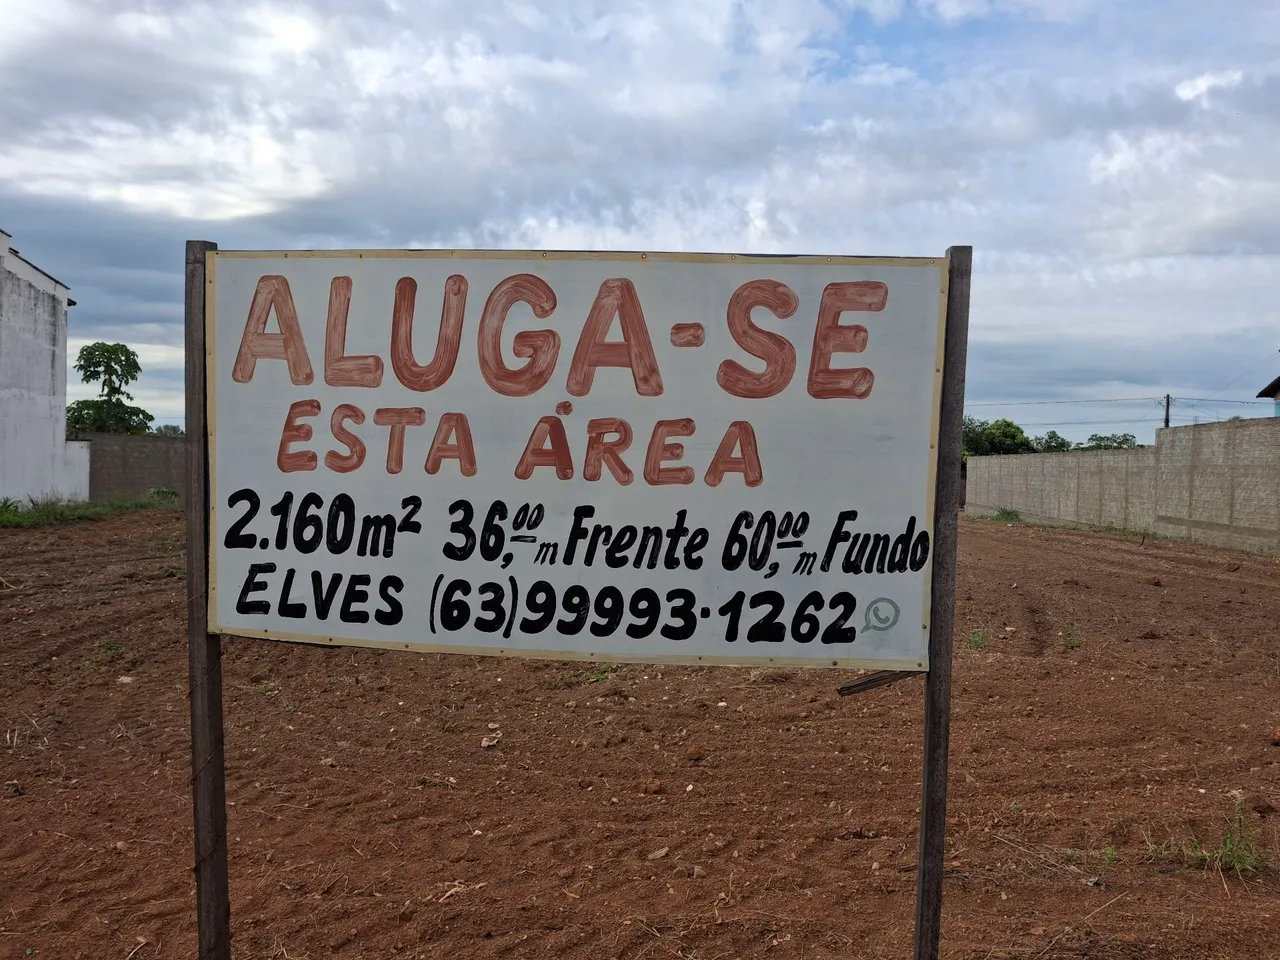 ALUGA-SE
ESTA ÁREA
2.160m² 36,00m Frente 60,00m Fundo
ELVES (63)99993-1262